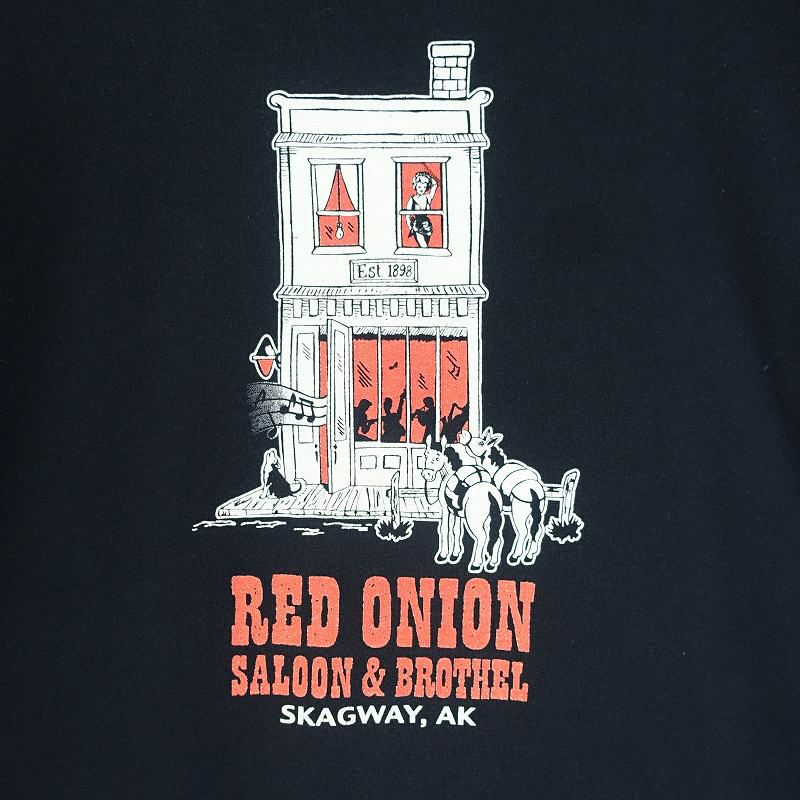 Est 1898
RED ONION
SALOON & BROTHEL
SKAGWAY, AK